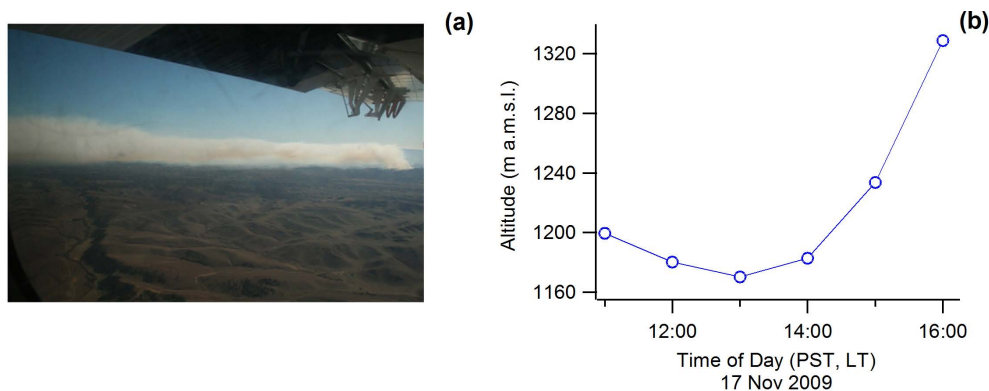 (a)
(b)
1320
1280
1240
1200
1160
Altitude (m a.m.s.l.)
12:00
14:00
16:00
Time of Day (PST, LT)
17 Nov 2009